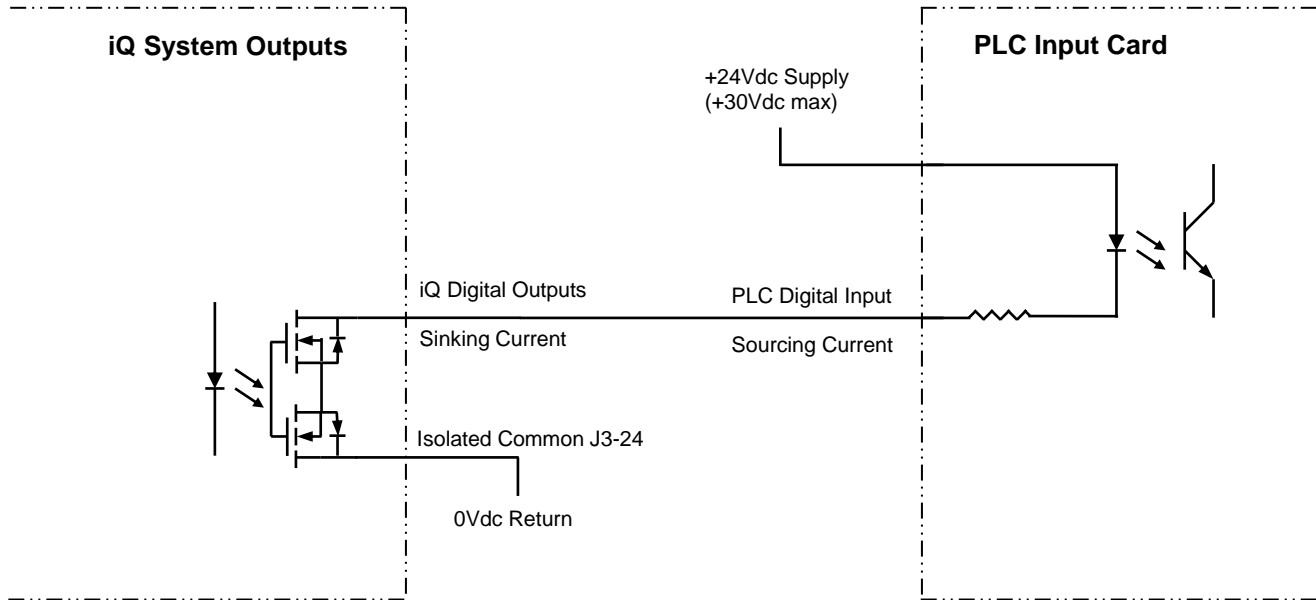 iQ System Outputs
PLC Input Card
+24Vdc Supply
(+30Vdc max)
iQ Digital Outputs
PLC Digital Input
Sinking Current
Sourcing Current
Isolated Common J3-24
0Vdc Return